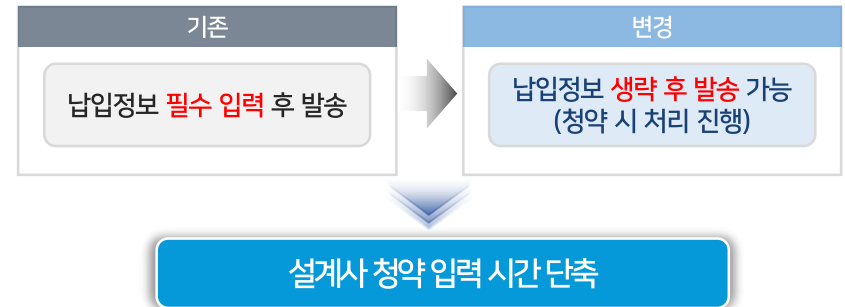 기존
변경
납입정보 필수 입력 후 발송
납입정보 생략 후 발송 가능
(청약 시 처리 진행)
설계사 청약 입력 시간 단축